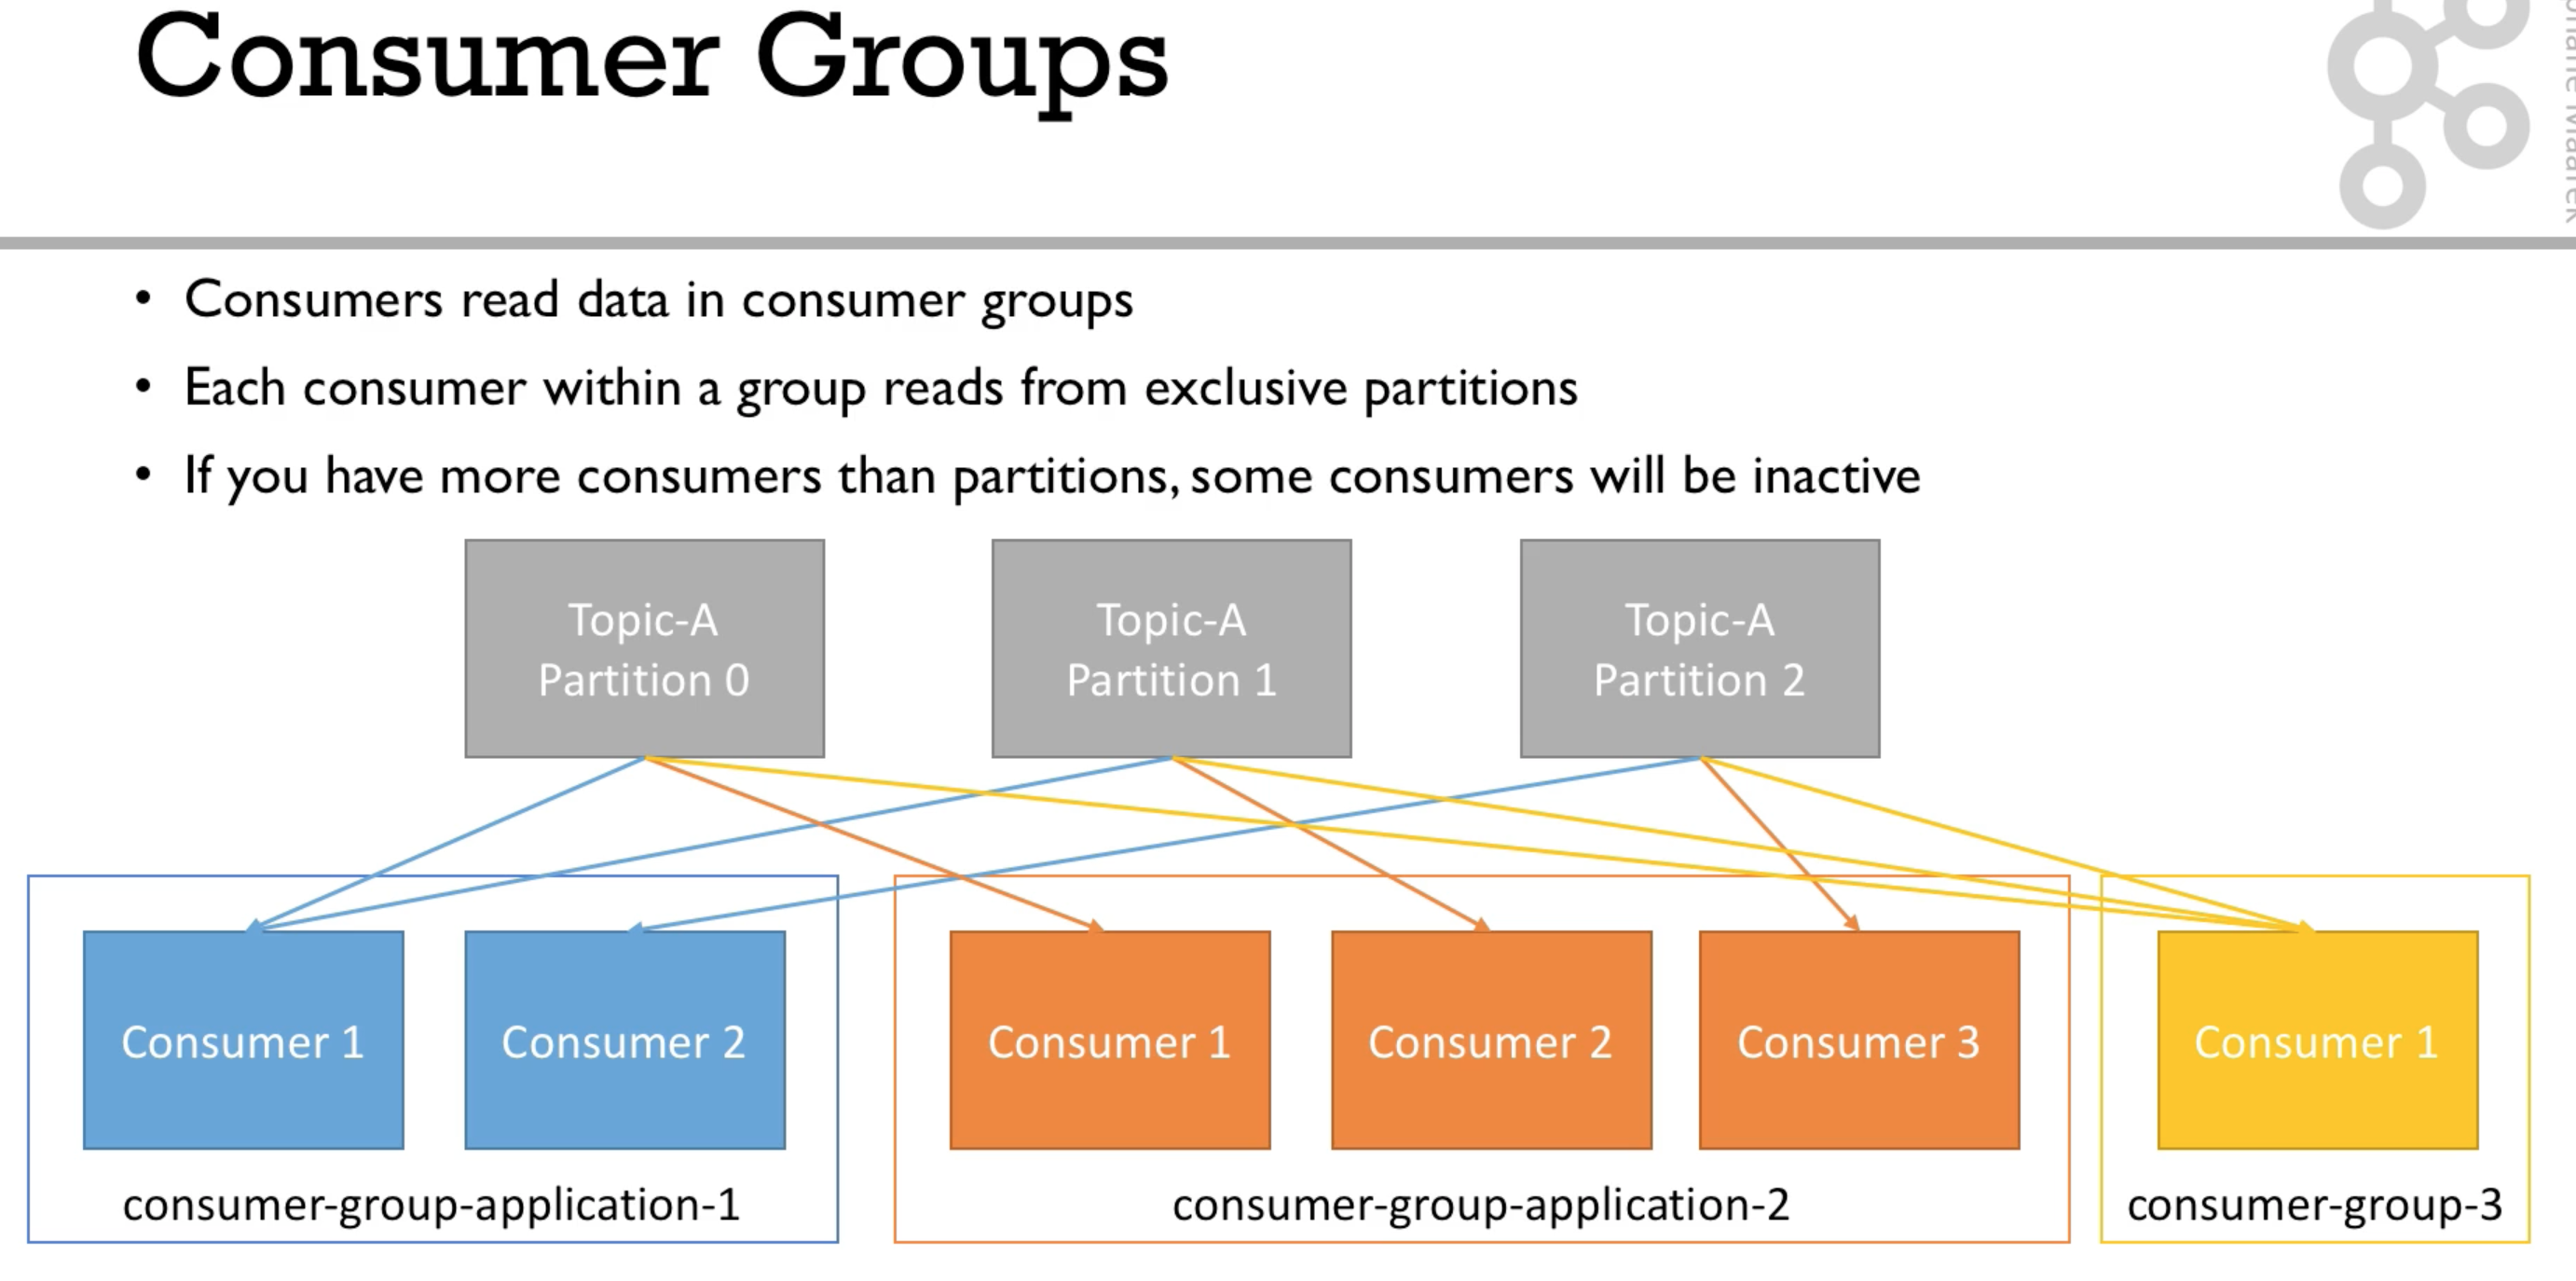 Consumer Groups
• Consumers read data in consumer groups
• Each consumer within a group reads from exclusive partitions
• If you have more consumers than partitions, some consumers will be inactive
Topic-A
Partition 0
Topic-A
Partition 1
Topic-A
Partition 2
Consumer 1
Consumer 2
consumer-group-application-1
Consumer 1
Consumer 2
Consumer 3
consumer-group-application-2
Consumer 1
consumer-group-3